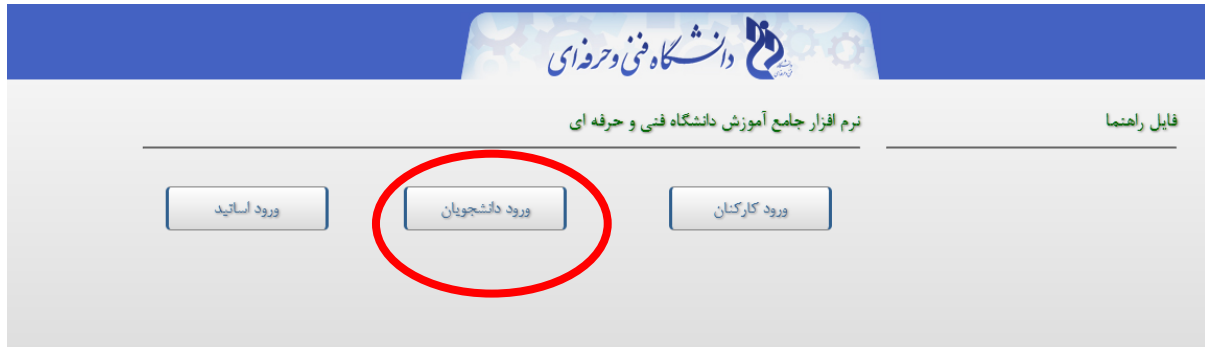 دانشگاه فنی و حرفه‌ای
فایل راهنما
نرم افزار جامع آموزش دانشگاه فنی و حرفه ای
ورود کارکنان
ورود دانشجویان
ورود اساتید